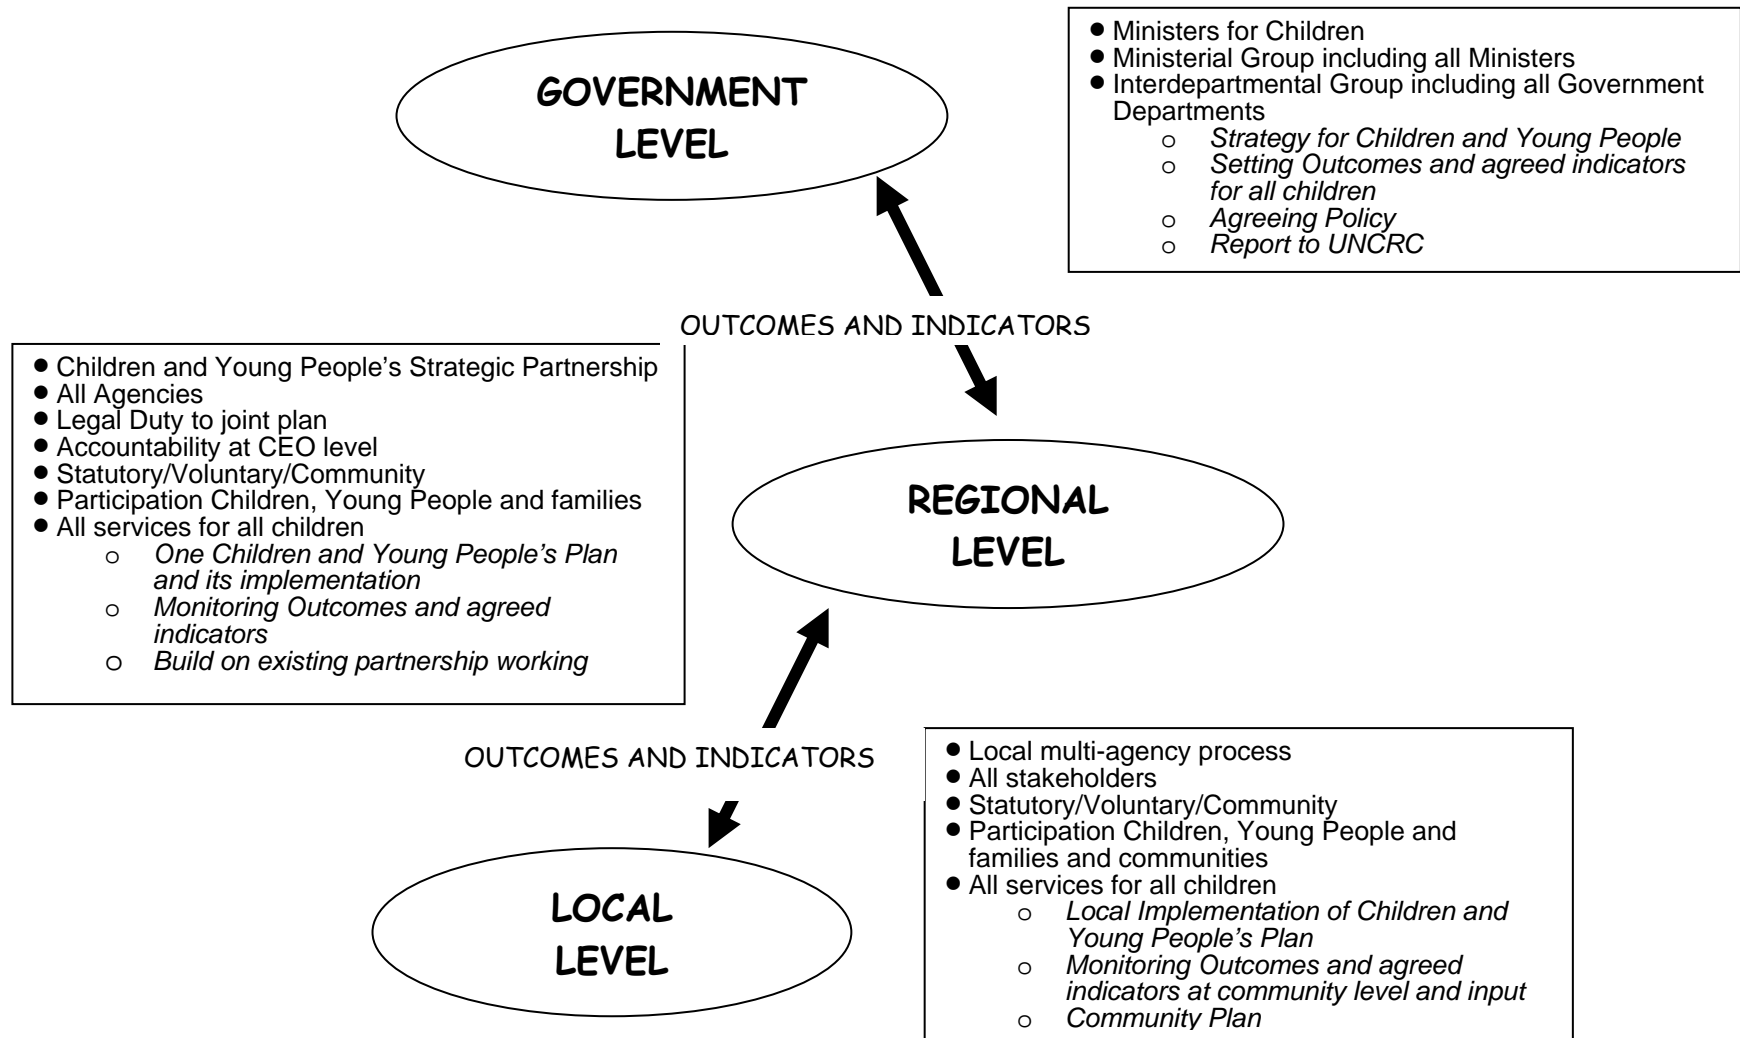 GOVERNMENT
LEVEL
● Ministers for Children
● Ministerial Group including all Ministers
● Interdepartmental Group including all Government
Departments
o Strategy for Children and Young People
o Setting Outcomes and agreed indicators
for all children
o Agreeing Policy
o Report to UNCRC
OUTCOMES AND INDICATORS
● Children and Young People’s Strategic Partnership
● All Agencies
● Legal Duty to joint plan
● Accountability at CEO level
● Statutory/Voluntary/Community
● Participation Children, Young People and families
● All services for all children
o One Children and Young People’s Plan
and its implementation
o Monitoring Outcomes and agreed
indicators
o Build on existing partnership working
REGIONAL
LEVEL
OUTCOMES AND INDICATORS
● Local multi-agency process
● All stakeholders
● Statutory/Voluntary/Community
● Participation Children, Young People and
families and communities
● All services for all children
o Local Implementation of Children and
Young People’s Plan
o Monitoring Outcomes and agreed
indicators at community level and input
o Community Plan
LOCAL
LEVEL